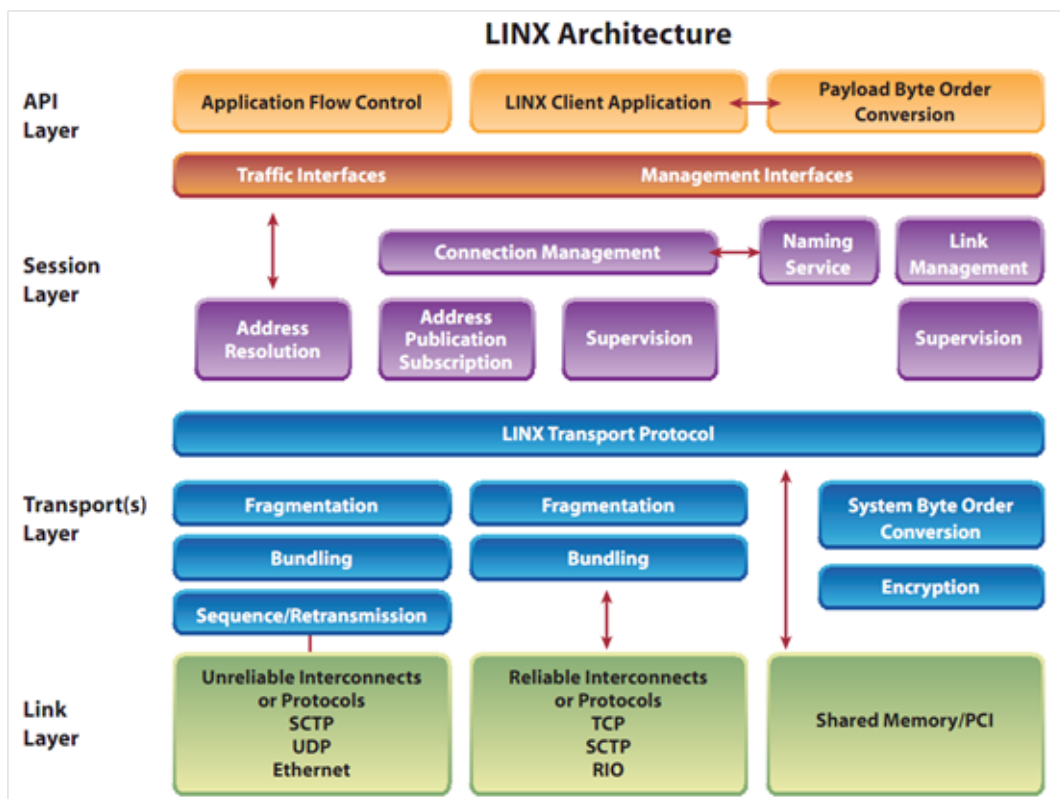 LINX Architecture
API
Layer
Application Flow Control
LINX Client Application
Payload Byte Order
Conversion
Traffic Interfaces
Management Interfaces
Session
Layer
Connection Management
Naming
Service
Link
Management
Address
Resolution
Address
Publication
Subscription
Supervision
Supervision
LINX Transport Protocol
Transport(s)
Layer
Fragmentation
Fragmentation
System Byte Order
Conversion
Bundling
Bundling
Encryption
Sequence/Retransmission
Link
Layer
Unreliable Interconnects
or Protocols
SCTP
UDP
Ethernet
Reliable Interconnects
or Protocols
TCP
SCTP
RIO
Shared Memory/PCI